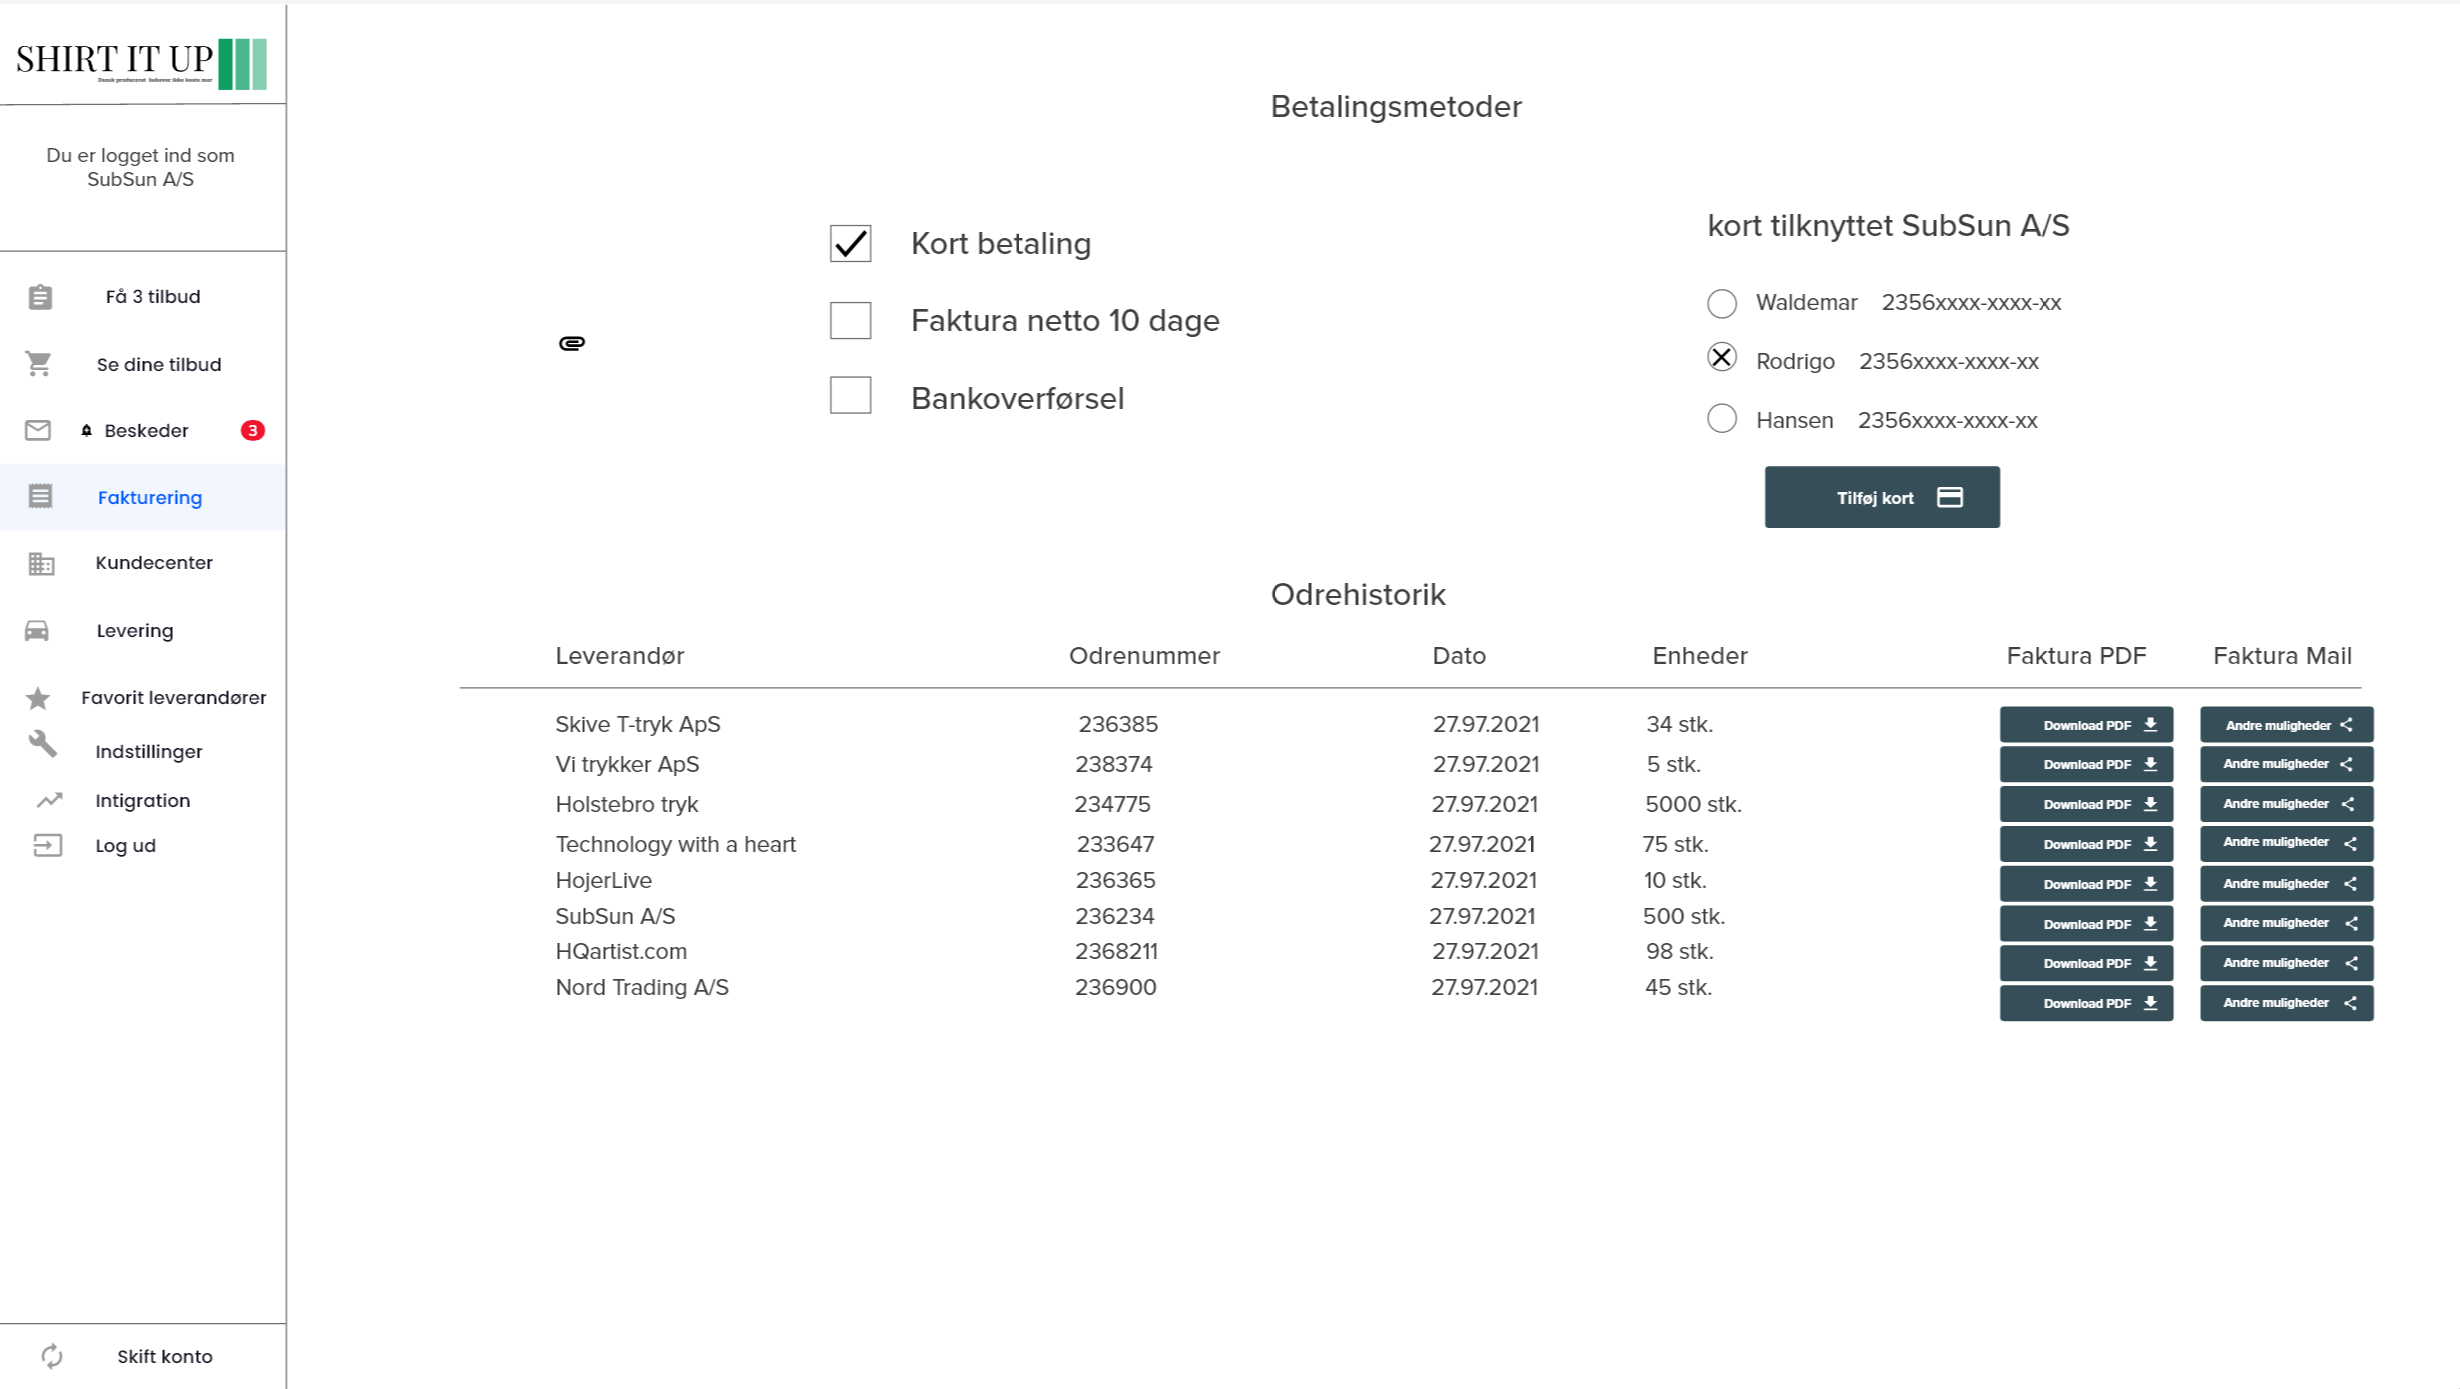 SHIRT IT UP
Dansk produceret behøver ikke koste mer
Du er logget ind som
SubSun A/S
Få 3 tilbud
Se dine tilbud
Beskeder 3
Fakturering
Kundecenter
Levering
Favorit leverandører
Indstillinger
Intigration
Log ud
Skift konto
Betalingsmetoder
Kort betaling
Faktura netto 10 dage
Bankoverførsel
kort tilknyttet SubSun A/S
Waldemar 2356xxxx-xxxx-xx
Rodrigo 2356xxxx-xxxx-xx
Hansen 2356xxxx-xxxx-xx
Tilføj kort
Odrehistorik
Leverandør Odrenummer Dato Enheder Faktura PDF Faktura Mail
Skive T-tryk ApS 236385 27.97.2021 34 stk. Download PDF Andre muligheder
Vi trykker ApS 238374 27.97.2021 5 stk. Download PDF Andre muligheder
Holstebro tryk 234775 27.97.2021 5000 stk. Download PDF Andre muligheder
Technology with a heart 233647 27.97.2021 75 stk. Download PDF Andre muligheder
HojerLive 236365 27.97.2021 10 stk. Download PDF Andre muligheder
SubSun A/S 236234 27.97.2021 500 stk. Download PDF Andre muligheder
HQartist.com 2368211 27.97.2021 98 stk. Download PDF Andre muligheder
Nord Trading A/S 236900 27.97.2021 45 stk. Download PDF Andre muligheder